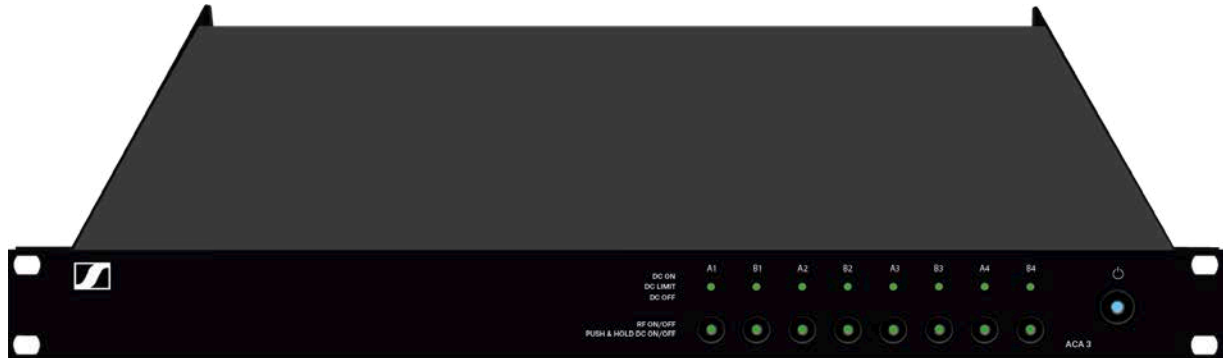 DC ON
DC LIMIT
DC OFF
A1 B1 A2 B2 A3 B3 A4 B4
RF ON/OFF
PUSH & HOLD DC ON/OFF
ACA 3